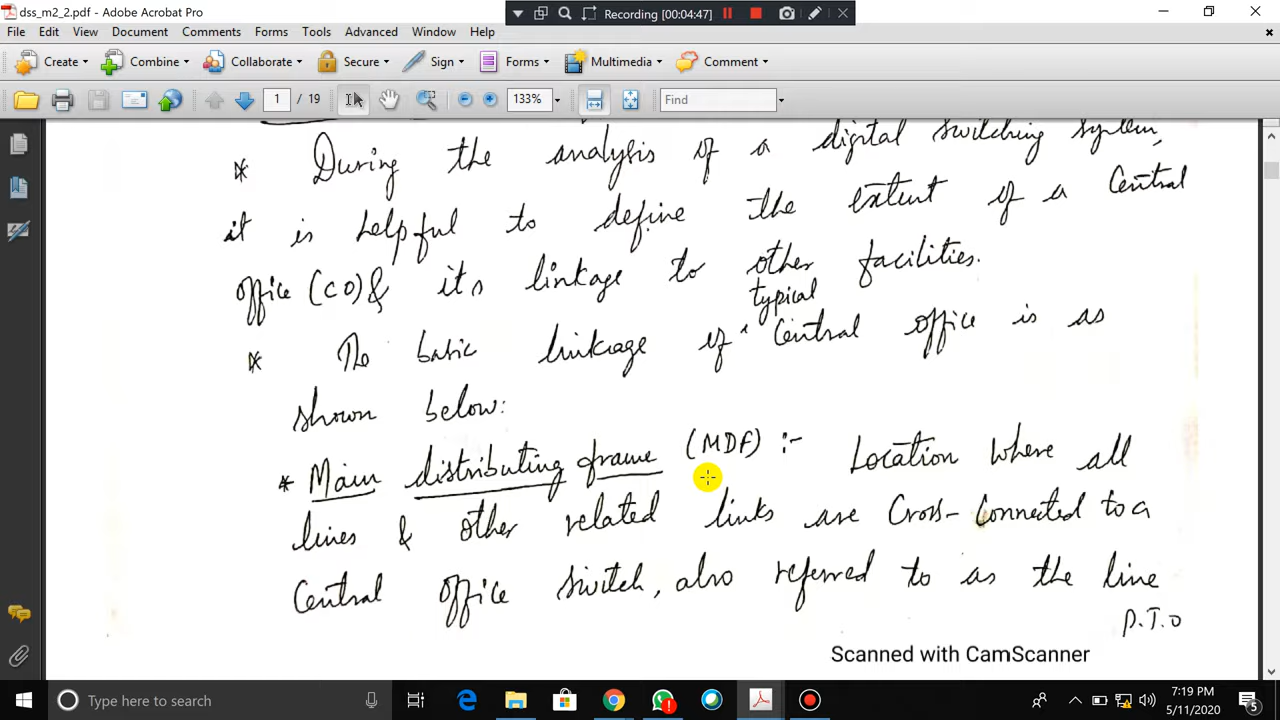 dss_m2_2.pdf - Adobe Acrobat Pro
Recording [00:04:47]
File Edit View Document Comments Forms Tools Advanced Window Help
Create Combine Collaborate Secure Sign Forms Multimedia Comment
1 / 19 133% Find
* During the analysis of a digital switching system,
it is helpful to define the extent of a Central
office (CO) & its linkage to other facilities.
typical
* The basic linkage of Central office is as
shown below:
* Main distributing frame (MDF) :- Location where all
lines & other related links are Cross-Connected to a
Central office switch, also referred to as the line
P.T.O
Scanned with CamScanner
Type here to search
7:19 PM
5/11/2020
5